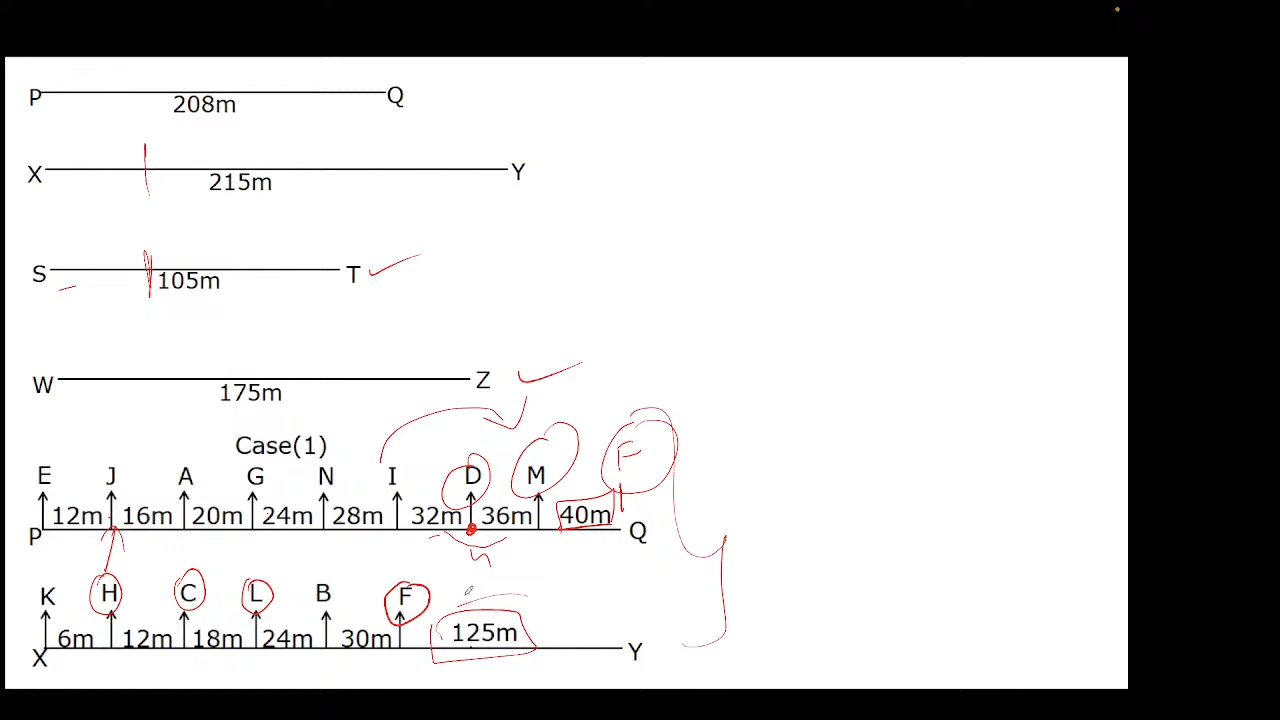 P Q
208m
X Y
215m
S T
105m
W Z
175m
Case(1)
E J A G N I D M F
12m 16m 20m 24m 28m 32m 36m 40m
P Q
K H C L B F
6m 12m 18m 24m 30m 125m
X Y